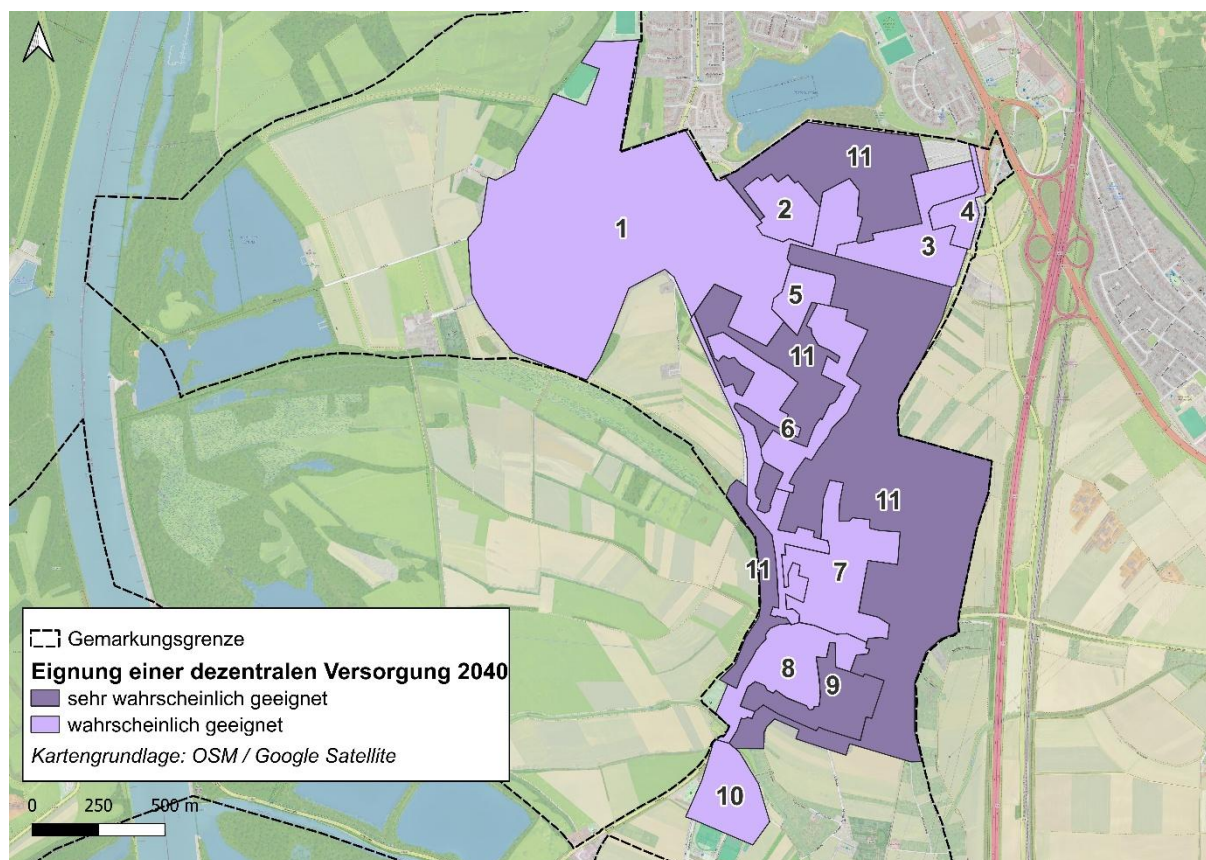 11
2
4
1
3
5
11
6
11
11
7
8
9
10
Gemarkungsgrenze
Eignung einer dezentralen Versorgung 2040
sehr wahrscheinlich geeignet
wahrscheinlich geeignet
Kartengrundlage: OSM / Google Satellite
0 250 500 m